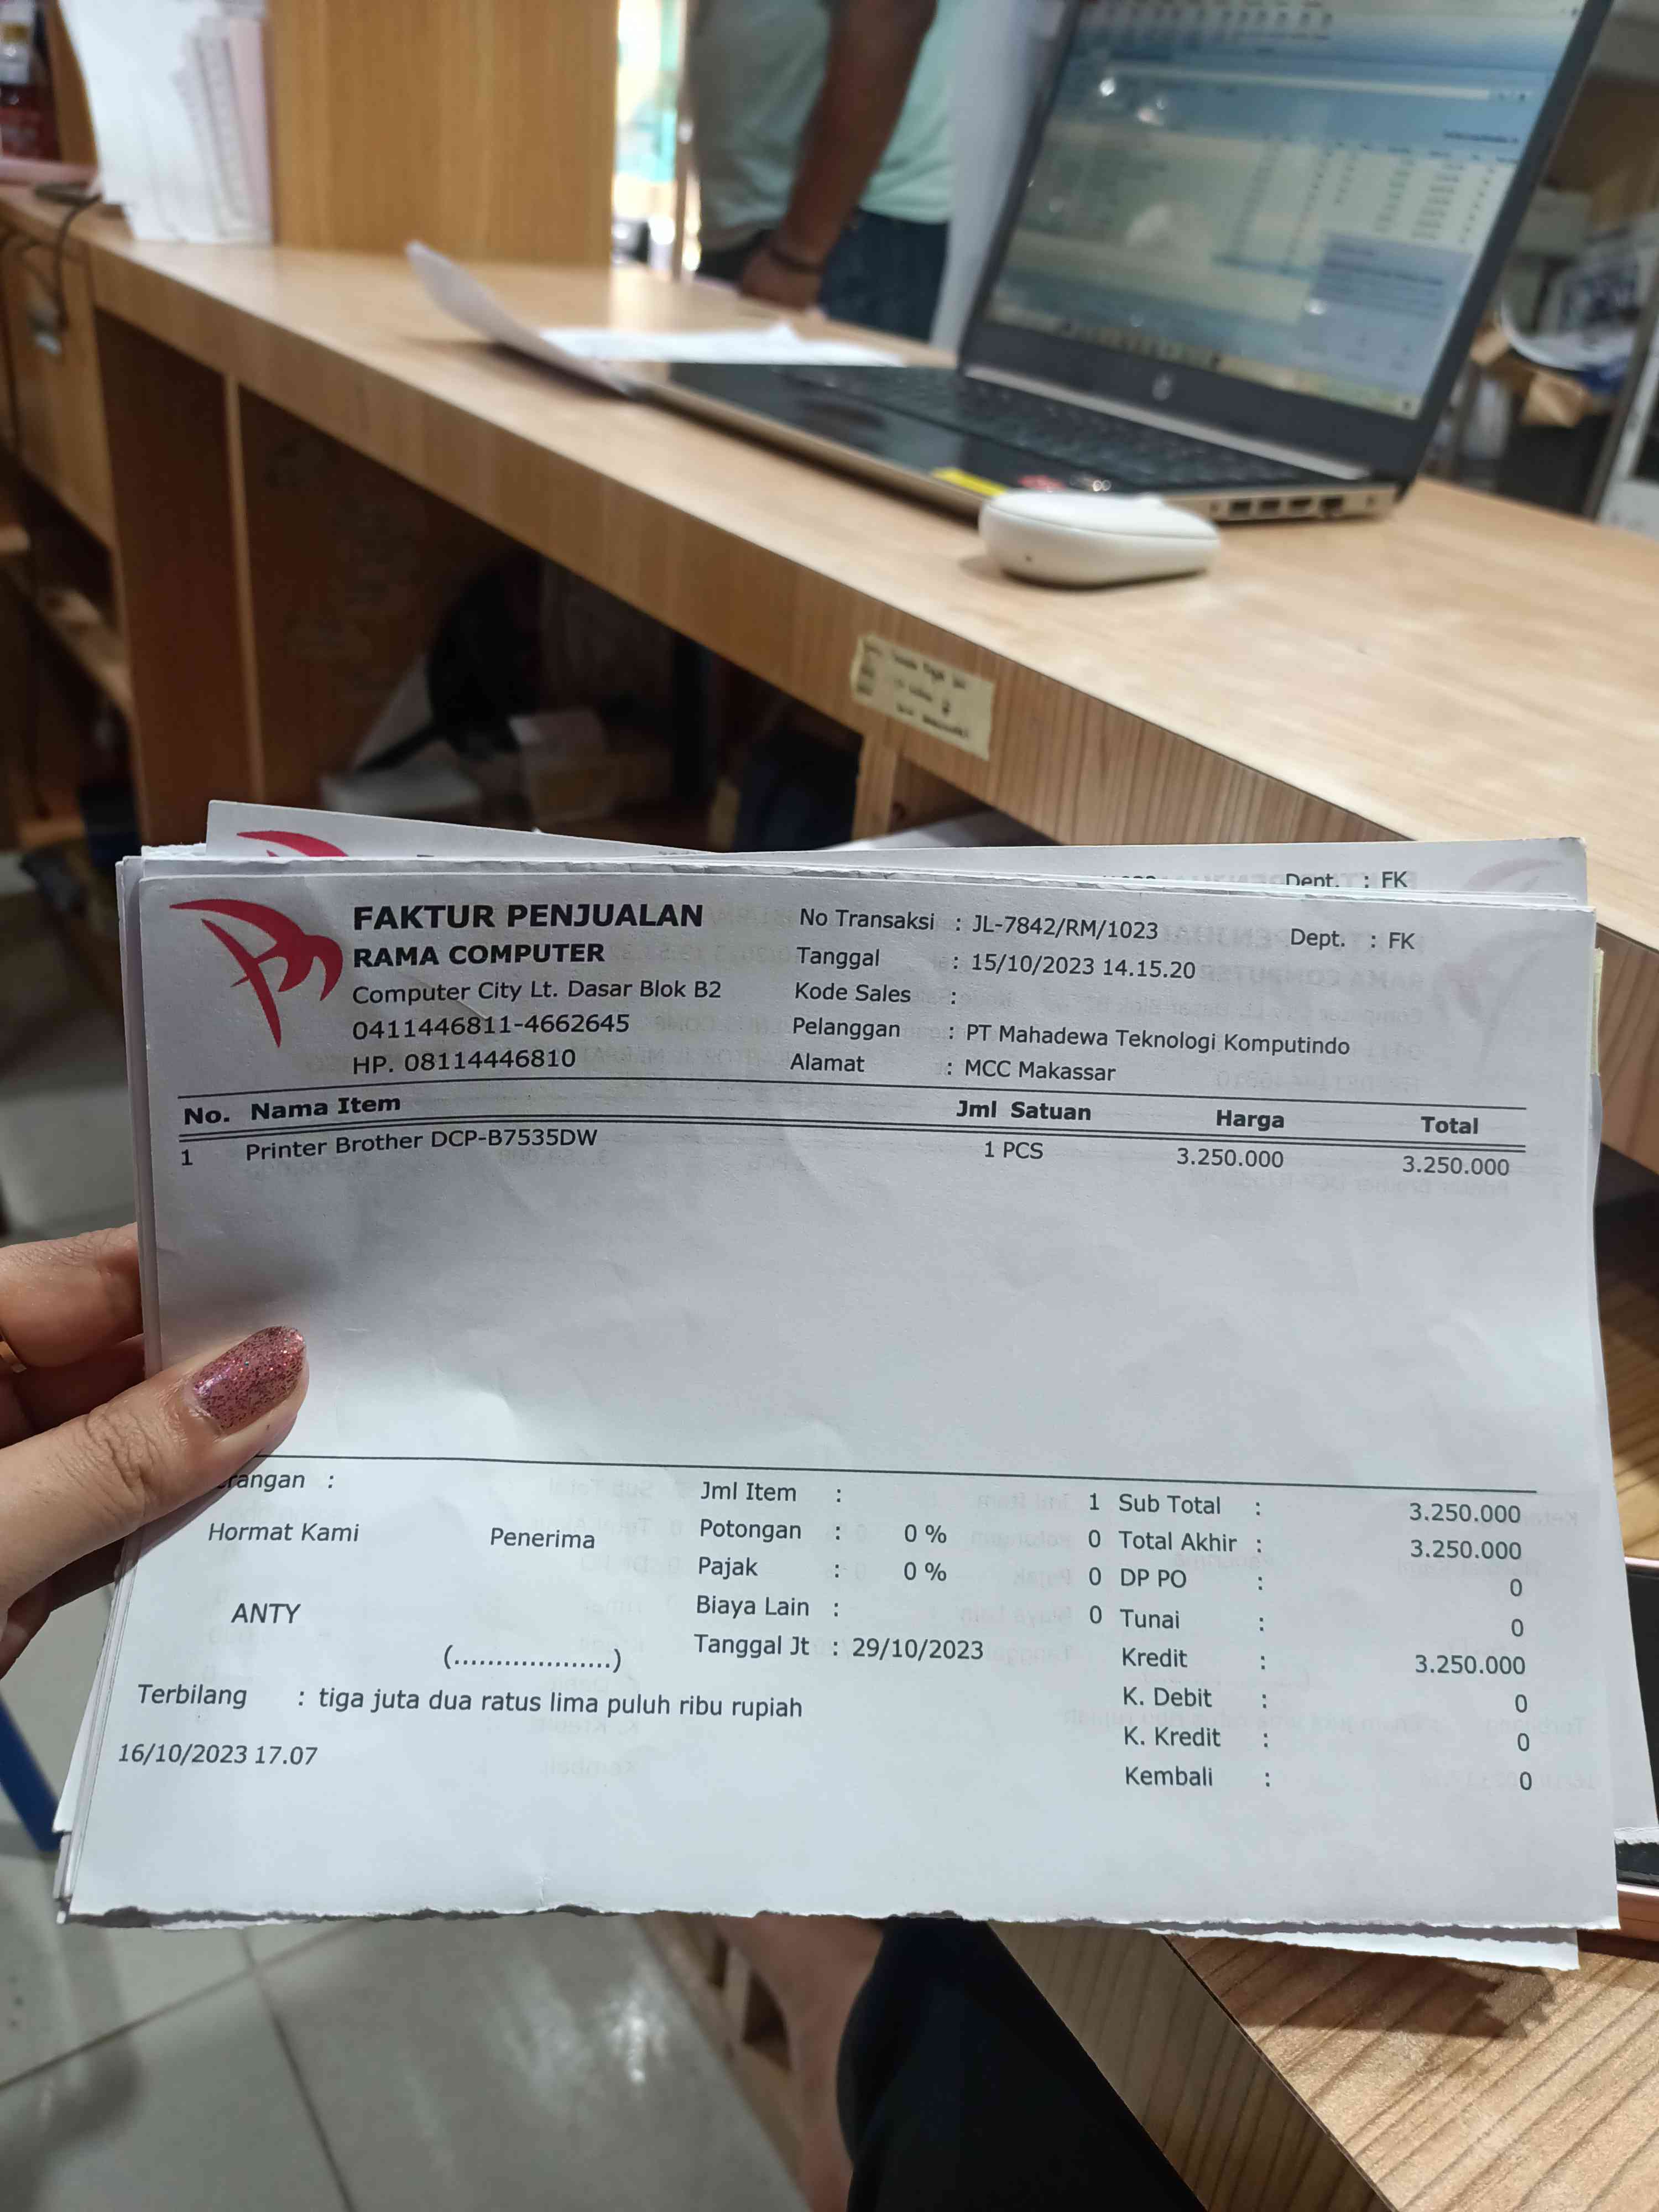 Dept. : FK
FAKTUR PENJUALAN
RAMA COMPUTER
Computer City Lt. Dasar Blok B2
0411446811-4662645
HP. 08114446810
No Transaksi : JL-7842/RM/1023
Dept. : FK
Tanggal : 15/10/2023 14.15.20
Kode Sales :
Pelanggan : PT Mahadewa Teknologi Komputindo
Alamat : MCC Makassar
No. Nama Item Jml Satuan Harga Total
1 Printer Brother DCP-B7535DW 1 PCS 3.250.000 3.250.000
rangan :
Hormat Kami
Penerima
ANTY
(...................)
Jml Item : 1
Potongan : 0 % 0
Pajak : 0 % 0
Biaya Lain : 0
Tanggal Jt : 29/10/2023
Sub Total : 3.250.000
Total Akhir : 3.250.000
DP PO : 0
Tunai : 0
Kredit : 3.250.000
K. Debit : 0
K. Kredit : 0
Kembali : 0
Terbilang : tiga juta dua ratus lima puluh ribu rupiah
16/10/2023 17.07